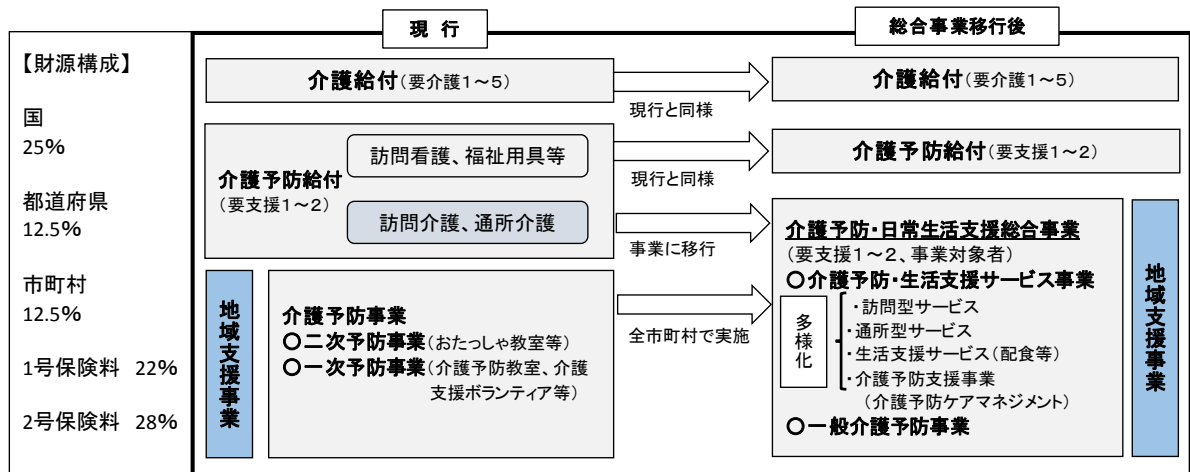 現 行
総合事業移行後
【財源構成】
国
25%
都道府県
12.5%
市町村
12.5%
1号保険料 22%
2号保険料 28%
介護給付(要介護1~5)
現行と同様
介護給付(要介護1~5)
介護予防給付
(要支援1~2)
訪問看護、福祉用具等
訪問介護、通所介護
現行と同様
事業に移行
介護予防給付(要支援1~2)
地域支援事業
介護予防事業
○二次予防事業(おたっしゃ教室等)
○一次予防事業(介護予防教室、介護
支援ボランティア等)
全市町村で実施
介護予防・日常生活支援総合事業
(要支援1~2、事業対象者)
○介護予防・生活支援サービス事業
多様化
・訪問型サービス
・通所型サービス
・生活支援サービス(配食等)
・介護予防支援事業
(介護予防ケアマネジメント)
○一般介護予防事業
地域支援事業